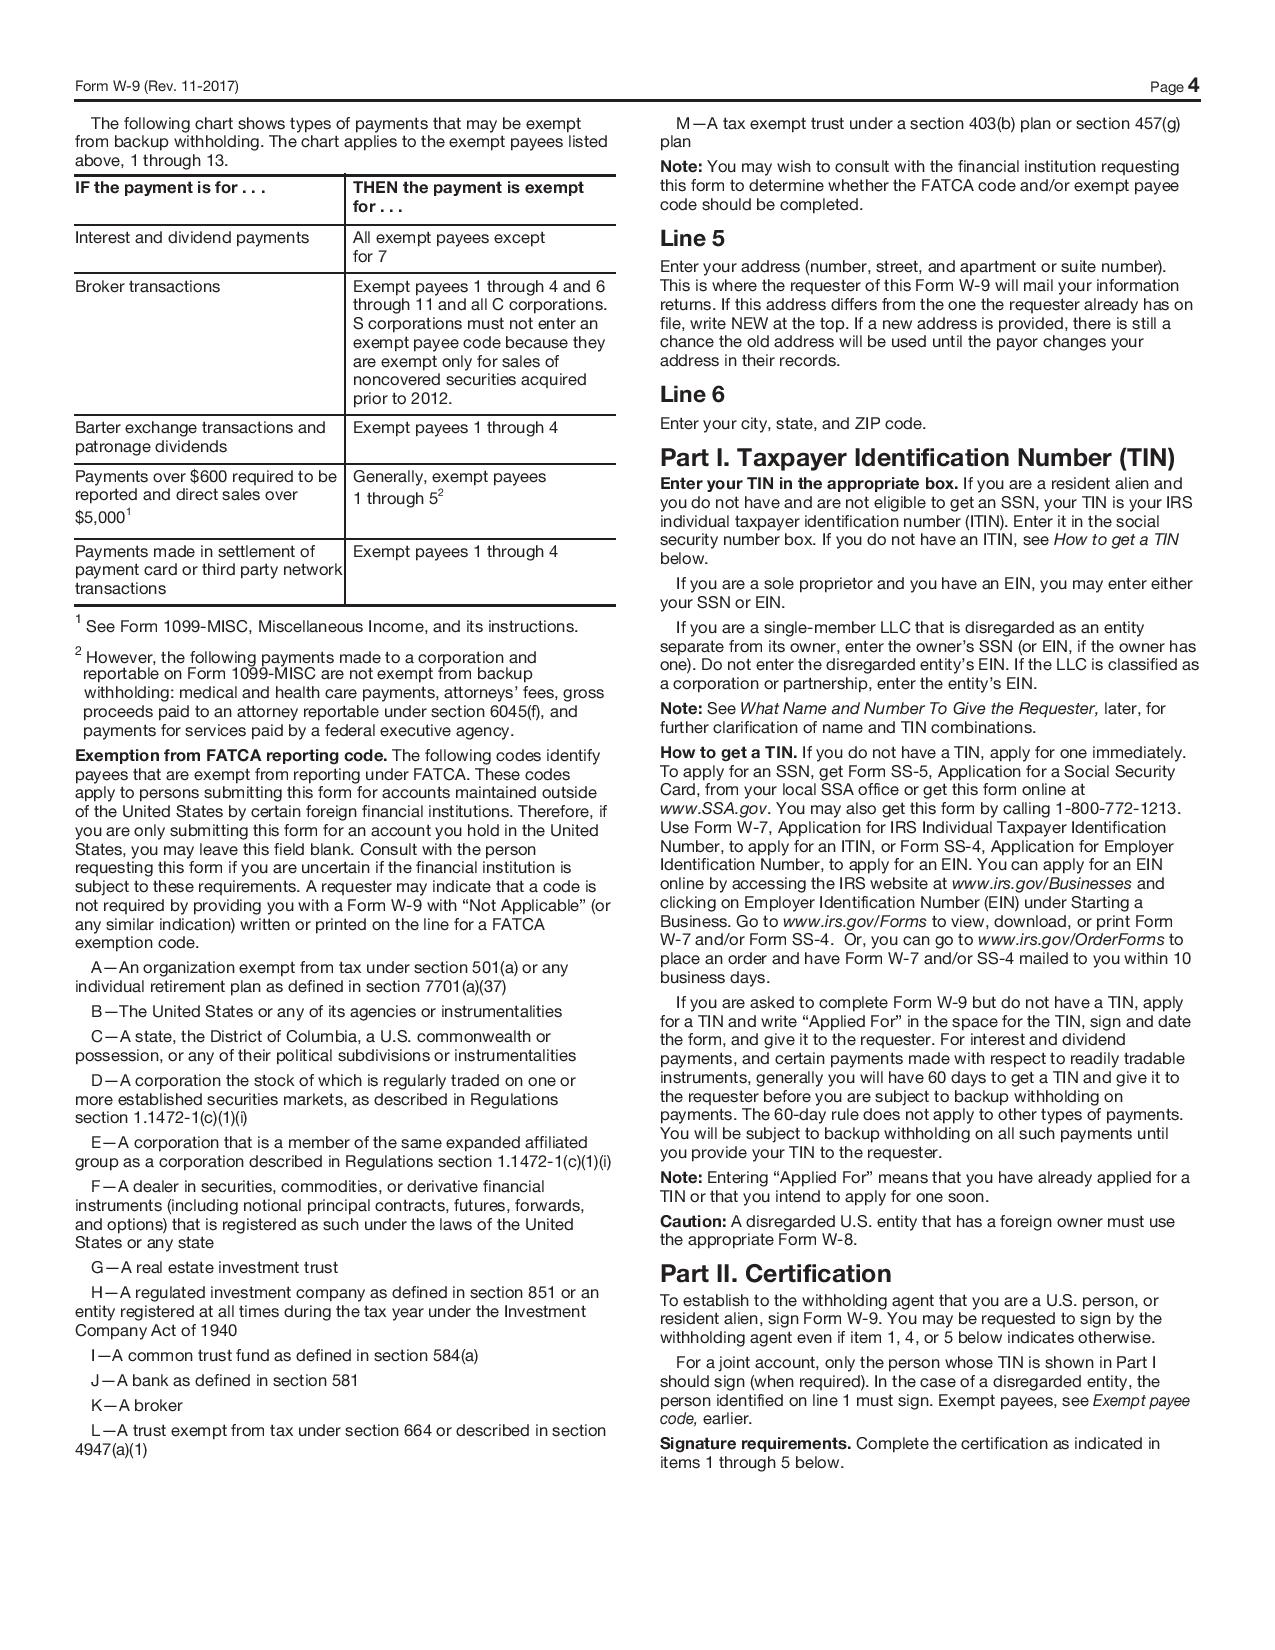 Form W-9 (Rev. 11-2017)
Page 4
The following chart shows types of payments that may be exempt
from backup withholding. The chart applies to the exempt payees listed
above, 1 through 13.
IF the payment is for . . .
THEN the payment is exempt
for . . .
Interest and dividend payments
All exempt payees except
for 7
Broker transactions
Exempt payees 1 through 4 and 6
through 11 and all C corporations.
S corporations must not enter an
exempt payee code because they
are exempt only for sales of
noncovered securities acquired
prior to 2012.
Barter exchange transactions and
patronage dividends
Exempt payees 1 through 4
Payments over $600 required to be
reported and direct sales over
$5,000¹
Generally, exempt payees
1 through 5²
Payments made in settlement of
payment card or third party network
transactions
Exempt payees 1 through 4
¹ See Form 1099-MISC, Miscellaneous Income, and its instructions.
² However, the following payments made to a corporation and
reportable on Form 1099-MISC are not exempt from backup
withholding: medical and health care payments, attorneys’ fees, gross
proceeds paid to an attorney reportable under section 6045(f), and
payments for services paid by a federal executive agency.
Exemption from FATCA reporting code. The following codes identify
payees that are exempt from reporting under FATCA. These codes
apply to persons submitting this form for accounts maintained outside
of the United States by certain foreign financial institutions. Therefore, if
you are only submitting this form for an account you hold in the United
States, you may leave this field blank. Consult with the person
requesting this form if you are uncertain if the financial institution is
subject to these requirements. A requester may indicate that a code is
not required by providing you with a Form W-9 with “Not Applicable” (or
any similar indication) written or printed on the line for a FATCA
exemption code.
A—An organization exempt from tax under section 501(a) or any
individual retirement plan as defined in section 7701(a)(37)
B—The United States or any of its agencies or instrumentalities
C—A state, the District of Columbia, a U.S. commonwealth or
possession, or any of their political subdivisions or instrumentalities
D—A corporation the stock of which is regularly traded on one or
more established securities markets, as described in Regulations
section 1.1472-1(c)(1)(i)
E—A corporation that is a member of the same expanded affiliated
group as a corporation described in Regulations section 1.1472-1(c)(1)(i)
F—A dealer in securities, commodities, or derivative financial
instruments (including notional principal contracts, futures, forwards,
and options) that is registered as such under the laws of the United
States or any state
G—A real estate investment trust
H—A regulated investment company as defined in section 851 or an
entity registered at all times during the tax year under the Investment
Company Act of 1940
I—A common trust fund as defined in section 584(a)
J—A bank as defined in section 581
K—A broker
L—A trust exempt from tax under section 664 or described in section
4947(a)(1)
M—A tax exempt trust under a section 403(b) plan or section 457(g)
plan
Note: You may wish to consult with the financial institution requesting
this form to determine whether the FATCA code and/or exempt payee
code should be completed.
Line 5
Enter your address (number, street, and apartment or suite number).
This is where the requester of this Form W-9 will mail your information
returns. If this address differs from the one the requester already has on
file, write NEW at the top. If a new address is provided, there is still a
chance the old address will be used until the payor changes your
address in their records.
Line 6
Enter your city, state, and ZIP code.
Part I. Taxpayer Identification Number (TIN)
Enter your TIN in the appropriate box. If you are a resident alien and
you do not have and are not eligible to get an SSN, your TIN is your IRS
individual taxpayer identification number (ITIN). Enter it in the social
security number box. If you do not have an ITIN, see How to get a TIN
below.
If you are a sole proprietor and you have an EIN, you may enter either
your SSN or EIN.
If you are a single-member LLC that is disregarded as an entity
separate from its owner, enter the owner’s SSN (or EIN, if the owner has
one). Do not enter the disregarded entity’s EIN. If the LLC is classified as
a corporation or partnership, enter the entity’s EIN.
Note: See What Name and Number To Give the Requester, later, for
further clarification of name and TIN combinations.
How to get a TIN. If you do not have a TIN, apply for one immediately.
To apply for an SSN, get Form SS-5, Application for a Social Security
Card, from your local SSA office or get this form online at
www.SSA.gov. You may also get this form by calling 1-800-772-1213.
Use Form W-7, Application for IRS Individual Taxpayer Identification
Number, to apply for an ITIN, or Form SS-4, Application for Employer
Identification Number, to apply for an EIN. You can apply for an EIN
online by accessing the IRS website at www.irs.gov/Businesses and
clicking on Employer Identification Number (EIN) under Starting a
Business. Go to www.irs.gov/Forms to view, download, or print Form
W-7 and/or Form SS-4. Or, you can go to www.irs.gov/OrderForms to
place an order and have Form W-7 and/or SS-4 mailed to you within 10
business days.
If you are asked to complete Form W-9 but do not have a TIN, apply
for a TIN and write “Applied For” in the space for the TIN, sign and date
the form, and give it to the requester. For interest and dividend
payments, and certain payments made with respect to readily tradable
instruments, generally you will have 60 days to get a TIN and give it to
the requester before you are subject to backup withholding on
payments. The 60-day rule does not apply to other types of payments.
You will be subject to backup withholding on all such payments until
you provide your TIN to the requester.
Note: Entering “Applied For” means that you have already applied for a
TIN or that you intend to apply for one soon.
Caution: A disregarded U.S. entity that has a foreign owner must use
the appropriate Form W-8.
Part II. Certification
To establish to the withholding agent that you are a U.S. person, or
resident alien, sign Form W-9. You may be requested to sign by the
withholding agent even if item 1, 4, or 5 below indicates otherwise.
For a joint account, only the person whose TIN is shown in Part I
should sign (when required). In the case of a disregarded entity, the
person identified on line 1 must sign. Exempt payees, see Exempt payee
code, earlier.
Signature requirements. Complete the certification as indicated in
items 1 through 5 below.